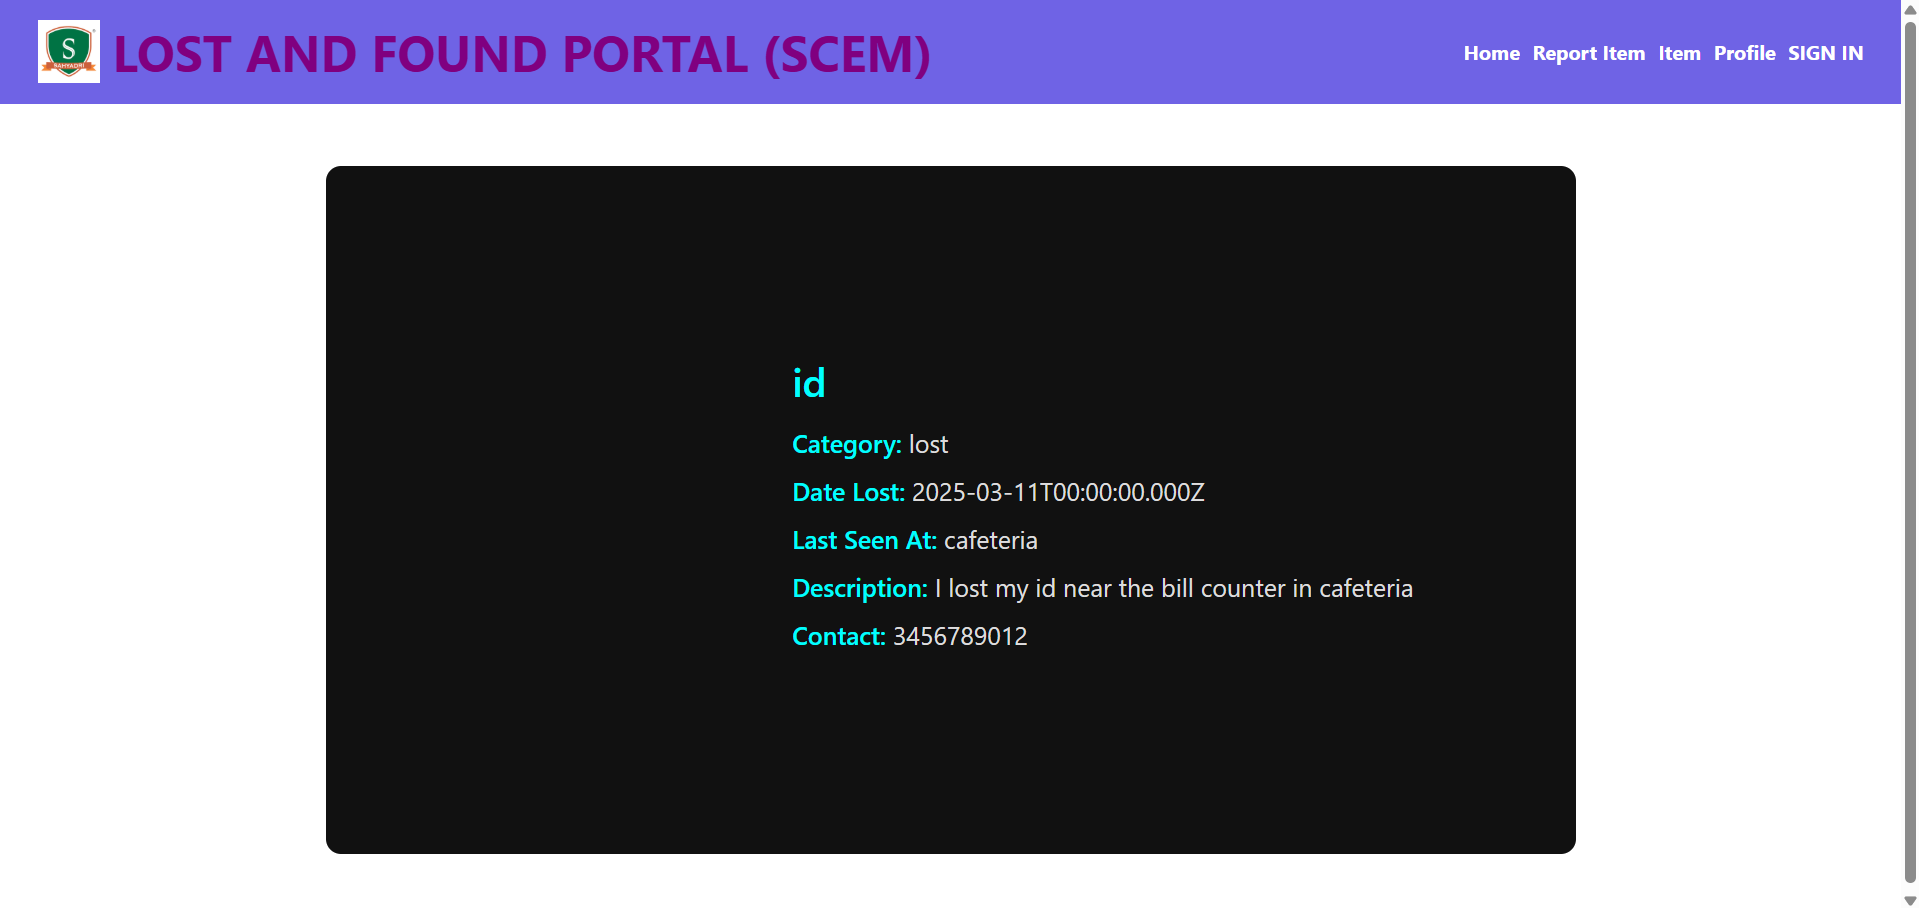 S
SAHYADRI
LOST AND FOUND PORTAL (SCEM)
Home Report Item Item Profile SIGN IN
id
Category: lost
Date Lost: 2025-03-11T00:00:00.000Z
Last Seen At: cafeteria
Description: I lost my id near the bill counter in cafeteria
Contact: 3456789012